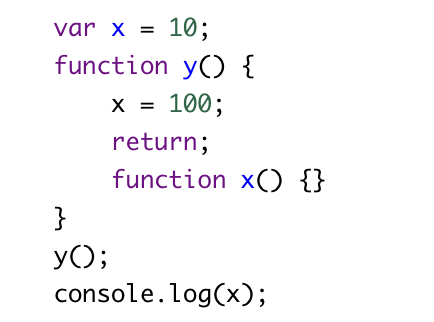 var x = 10;
function y() {
    x = 100;
    return;
    function x() {}
}
y();
console.log(x);